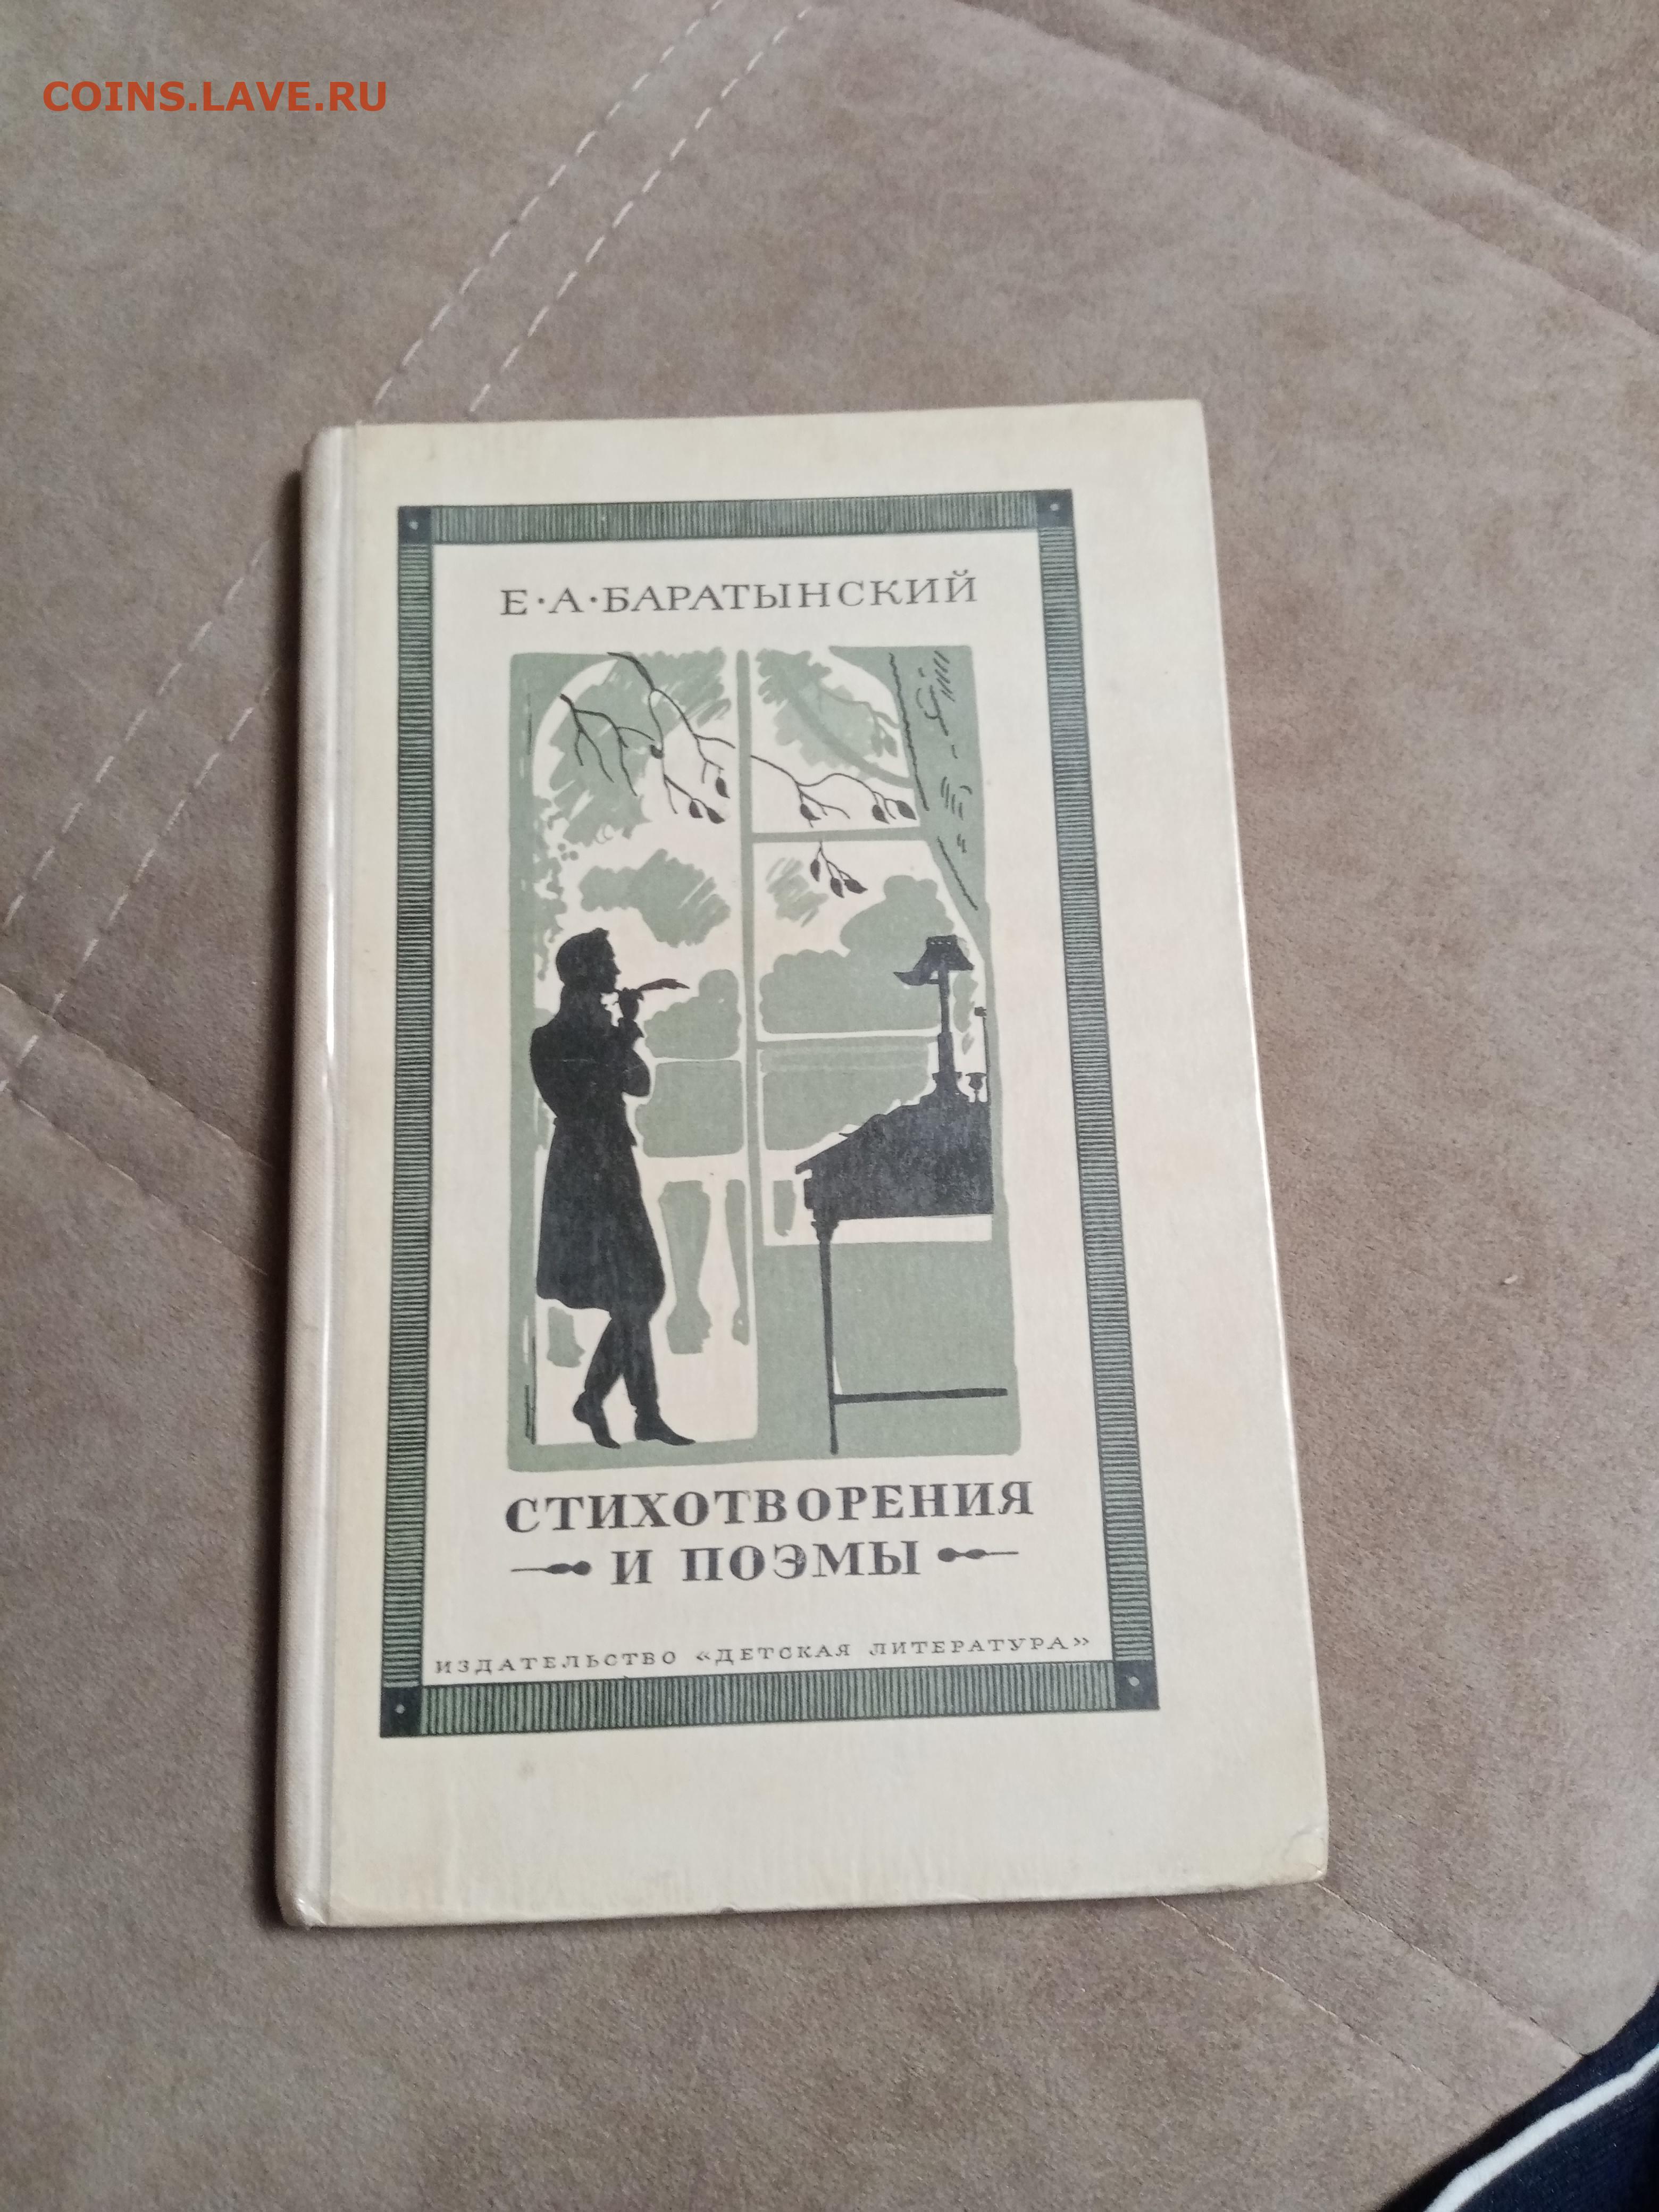 COINS.LAVE.RU
Е·А·БАРАТЫНСКИЙ
СТИХОТВОРЕНИЯ
И ПОЭМЫ
ИЗДАТЕЛЬСТВО «ДЕТСКАЯ ЛИТЕРАТУРА»